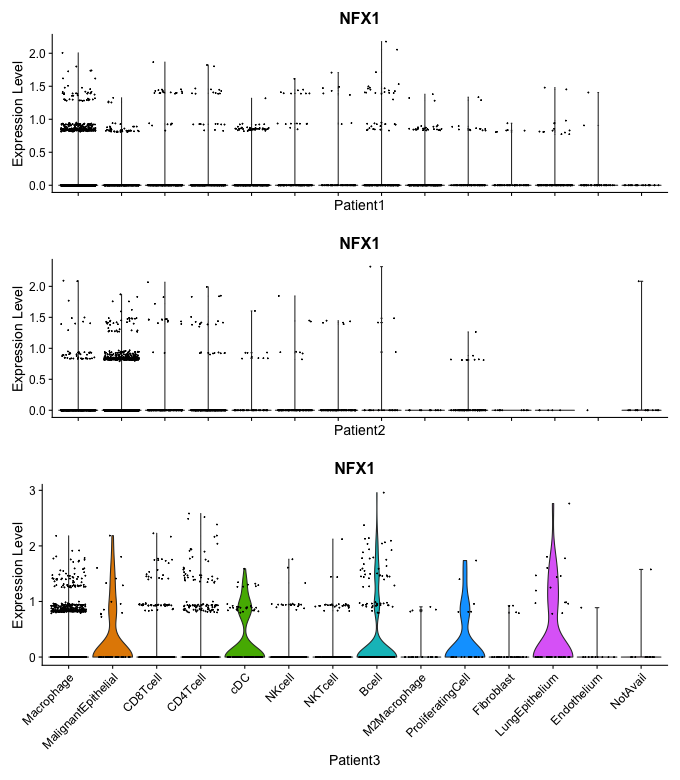 NFX1
Expression Level
2.0
1.5
1.0
0.5
0.0
Patient1
NFX1
Expression Level
2.0
1.5
1.0
0.5
0.0
Patient2
NFX1
Expression Level
3
2
1
0
Macrophage
MalignantEpithelial
CD8Tcell
CD4Tcell
cDC
NKcell
NKTcell
Bcell
M2Macrophage
ProliferatingCell
Fibroblast
LungEpithelium
Endothelium
NotAvail
Patient3